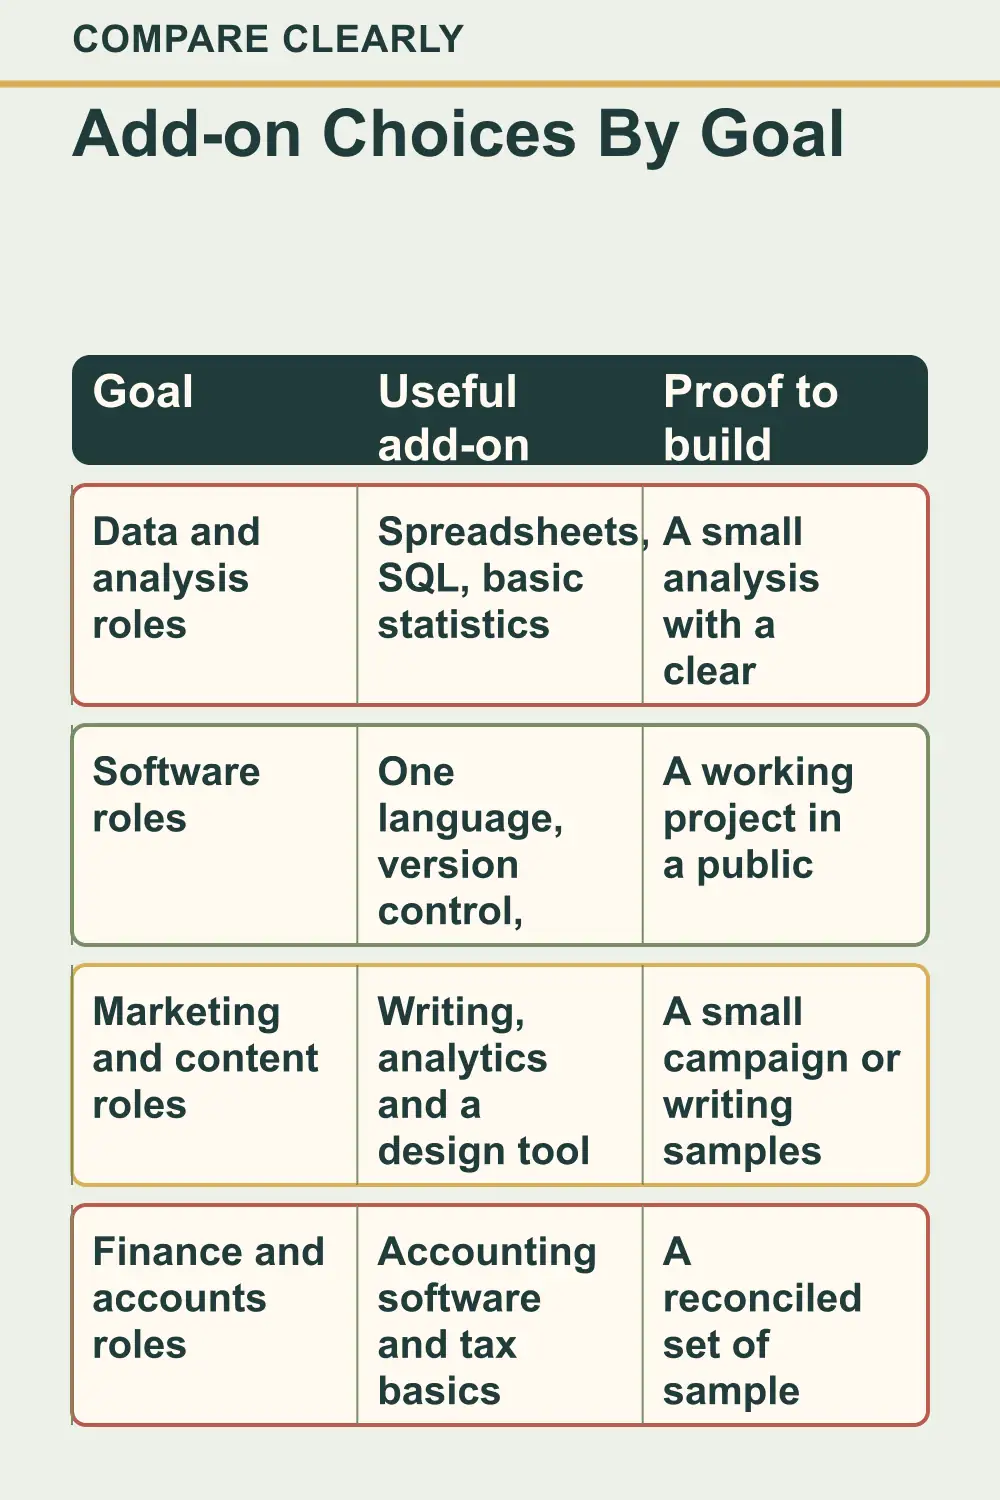 COMPARE CLEARLY
Add-on Choices By Goal
Goal
Useful
add-on
Proof to
build
Data and
analysis
roles
Spreadsheets,
SQL, basic
statistics
A small
analysis
with a
clear
Software
roles
One
language,
version
control,
A working
project in
a public
Marketing
and content
roles
Writing,
analytics
and a
design tool
A small
campaign or
writing
samples
Finance and
accounts
roles
Accounting
software
and tax
basics
A
reconciled
set of
sample